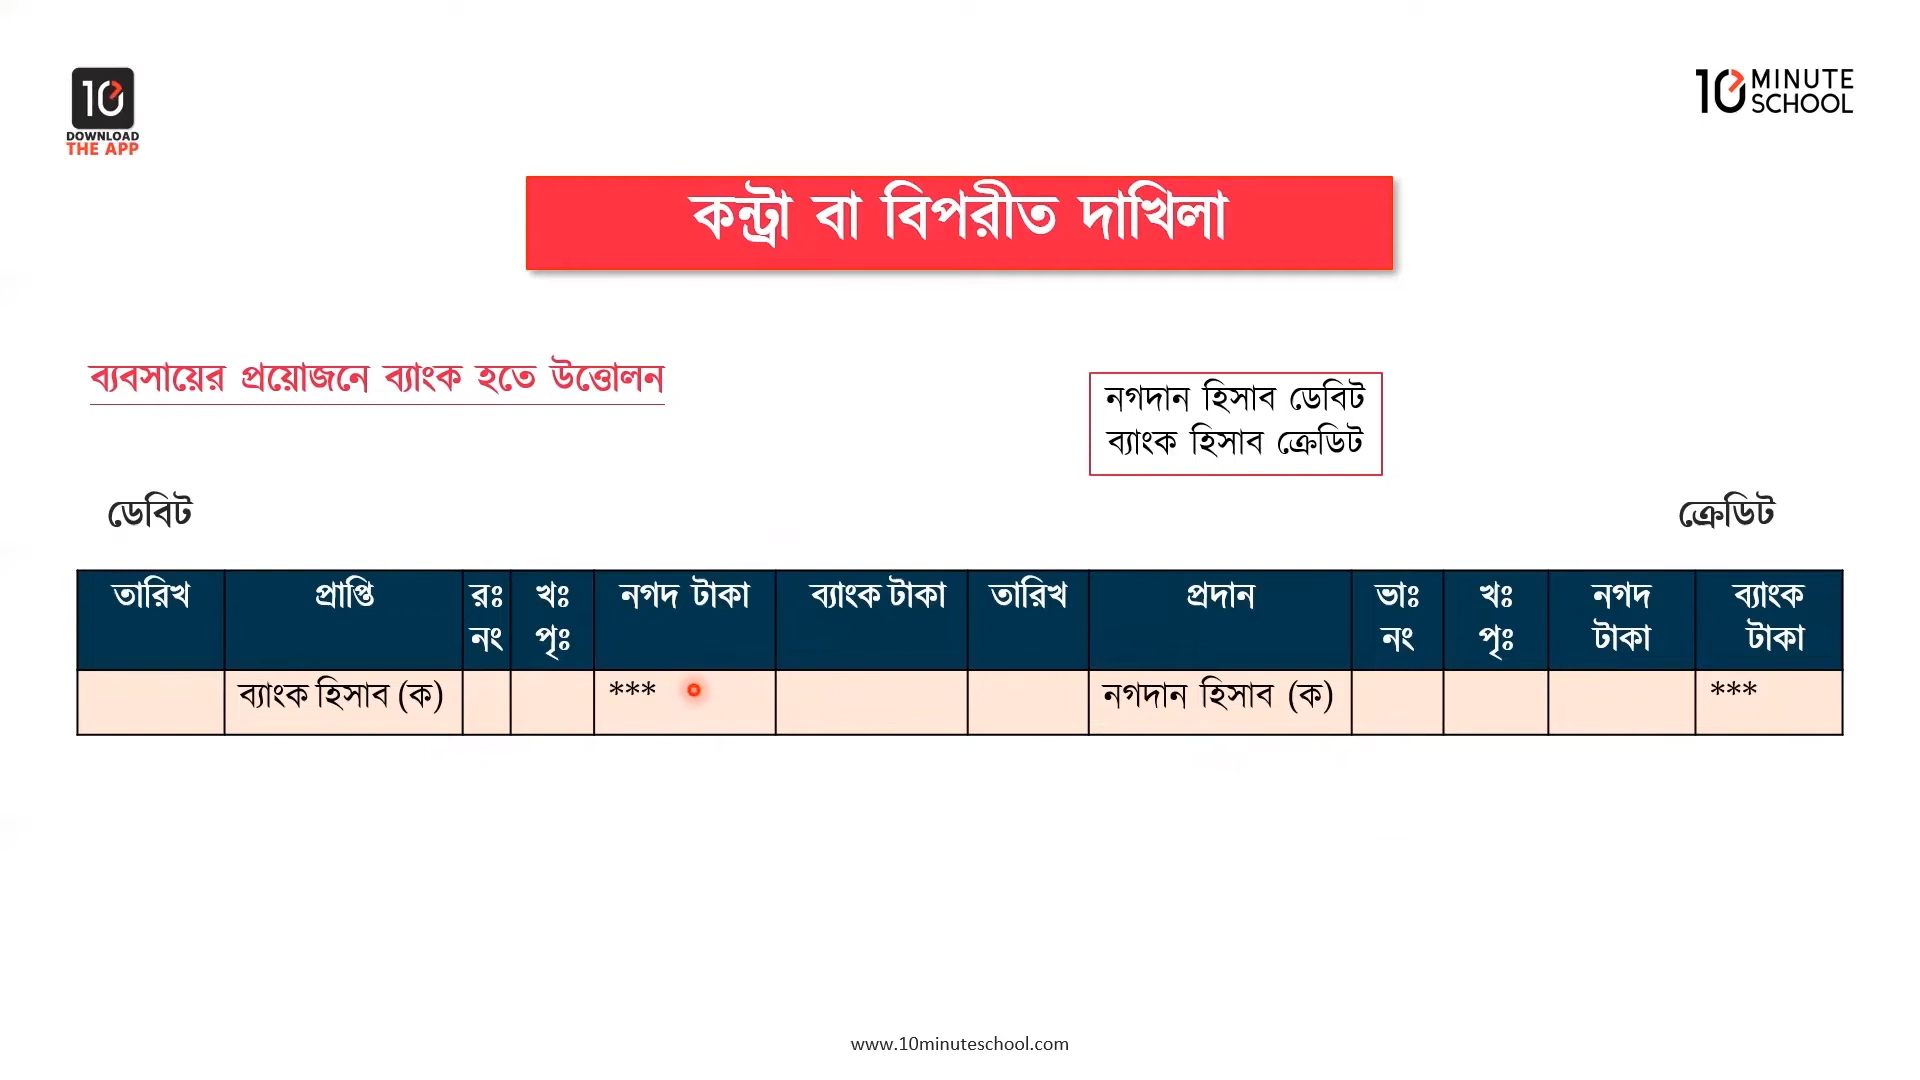 10
DOWNLOAD
THE APP
10 MINUTE
SCHOOL
কন্ট্রা বা বিপরীত দাখিলা
ব্যবসায়ের প্রয়োজনে ব্যাংক হতে উত্তোলন
নগদান হিসাব ডেবিট
ব্যাংক হিসাব ক্রেডিট
ডেবিট
ক্রেডিট
তারিখ প্রাপ্তি রঃ নং খঃ পৃঃ নগদ টাকা ব্যাংক টাকা তারিখ প্রদান ভাঃ নং খঃ পৃঃ নগদ টাকা ব্যাংক টাকা
ব্যাংক হিসাব (ক) *** নগদান হিসাব (ক) ***
www.10minuteschool.com